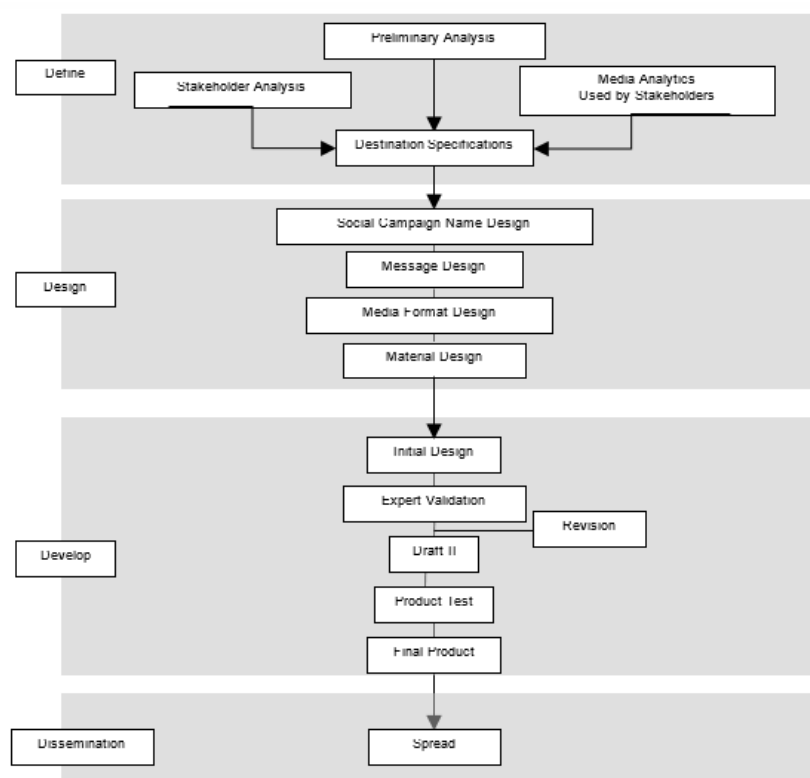 Preliminary Analysis
Define
Stakeholder Analysis
Media Analytics
Used by Stakeholders
Destination Specifications
Social Campaign Name Design
Message Design
Design
Media Format Design
Material Design
Initial Design
Expert Validation
Revision
Draft II
Develop
Product Test
Final Product
Dissemination
Spread